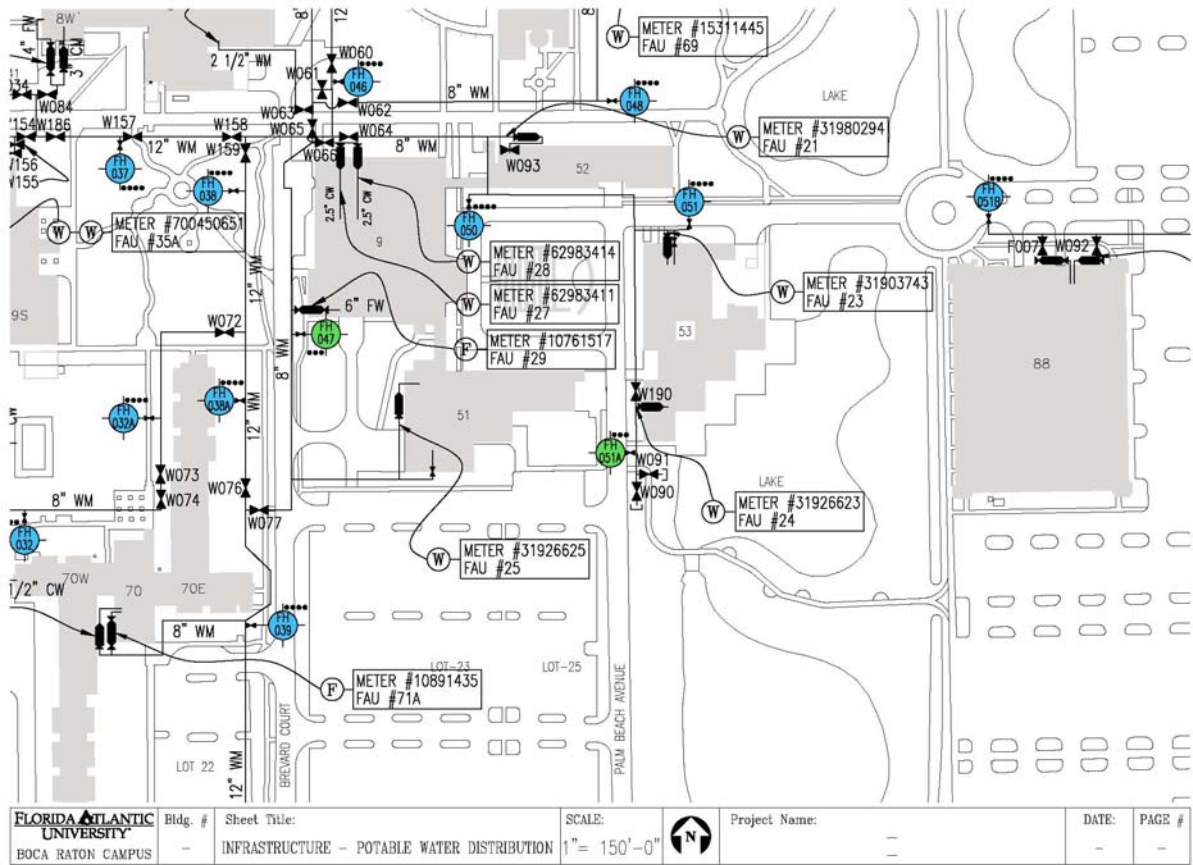 8W
4" FW
3" CM
8"
12
2 1/2" WM
W060
W061
FH
046
W062
8" WM
FH
048
W
METER #15311445
FAU #69
LAKE
034
W084
W063
W065
W154
W186
W157
12" WM
W158
W159
W064
W066
8" WM
W093
52
W
METER #31980294
FAU #21
W156
W155
FH
037
FH
038
2.5" CW
2.5" CW
9
FH
050
FH
051
FH
051B
W
W
METER #700450651
FAU #35A
12" WM
W
METER #62983414
FAU #28
W
METER #62983411
FAU #27
F
METER #10761517
FAU #29
W
METER #31903743
FAU #23
F007
W092
6" FW
FH
047
9S
W072
8" WM
53
88
FH
032A
FH
038A
12" WM
51
W190
FH
051A
W091
W090
CW
W073
W074
W076
W077
8" WM
LAKE
W
METER #31926623
FAU #24
FH
032
W
METER #31926625
FAU #25
70W
70
70E
1/2" CW
8" WM
FH
039
F
METER #10891435
FAU #71A
LOT-23
LOT-25
LOT 22
12" WM
BREVARD COURT
PALM BEACH AVENUE
FLORIDA ATLANTIC
UNIVERSITY
BOCA RATON CAMPUS
Bldg. #
-
Sheet Title:
INFRASTRUCTURE - POTABLE WATER DISTRIBUTION
SCALE:
1"= 150'-0"
N
Project Name:
-
-
DATE:
-
PAGE #
-